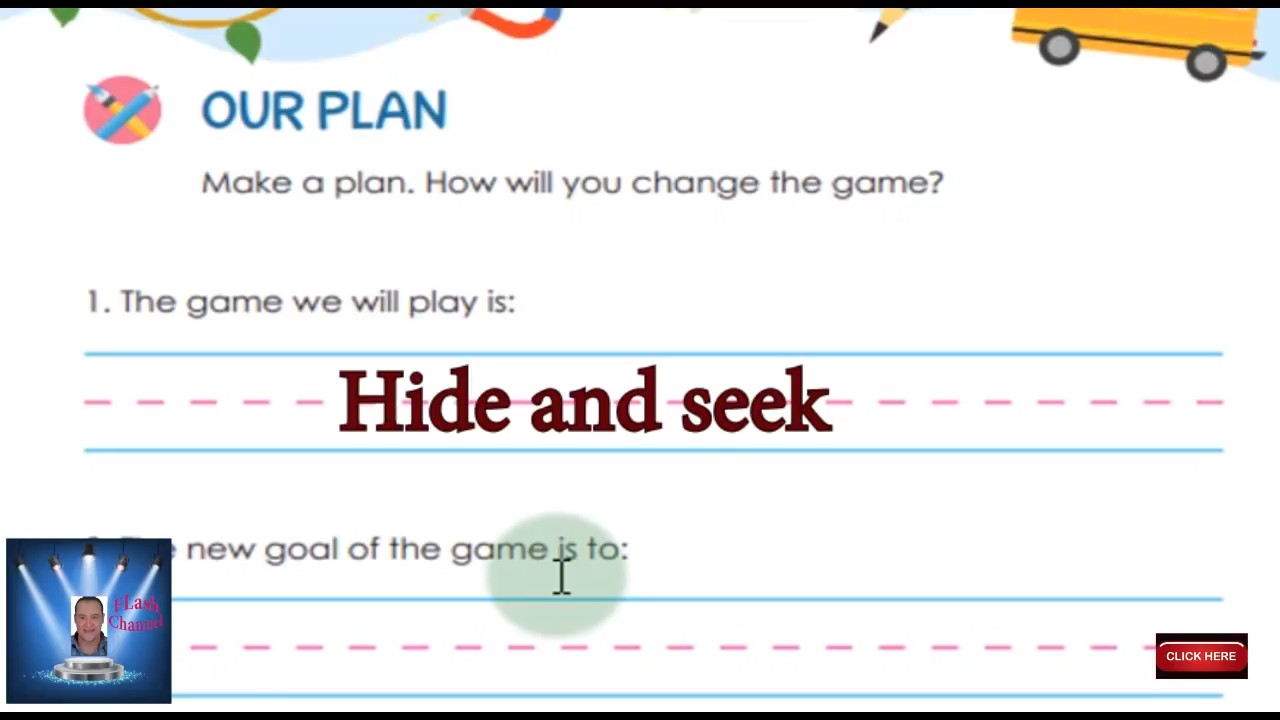 OUR PLAN
Make a plan. How will you change the game?
1. The game we will play is:
Hide and seek
new goal of the game is to:
FLash
Channel
CLICK HERE